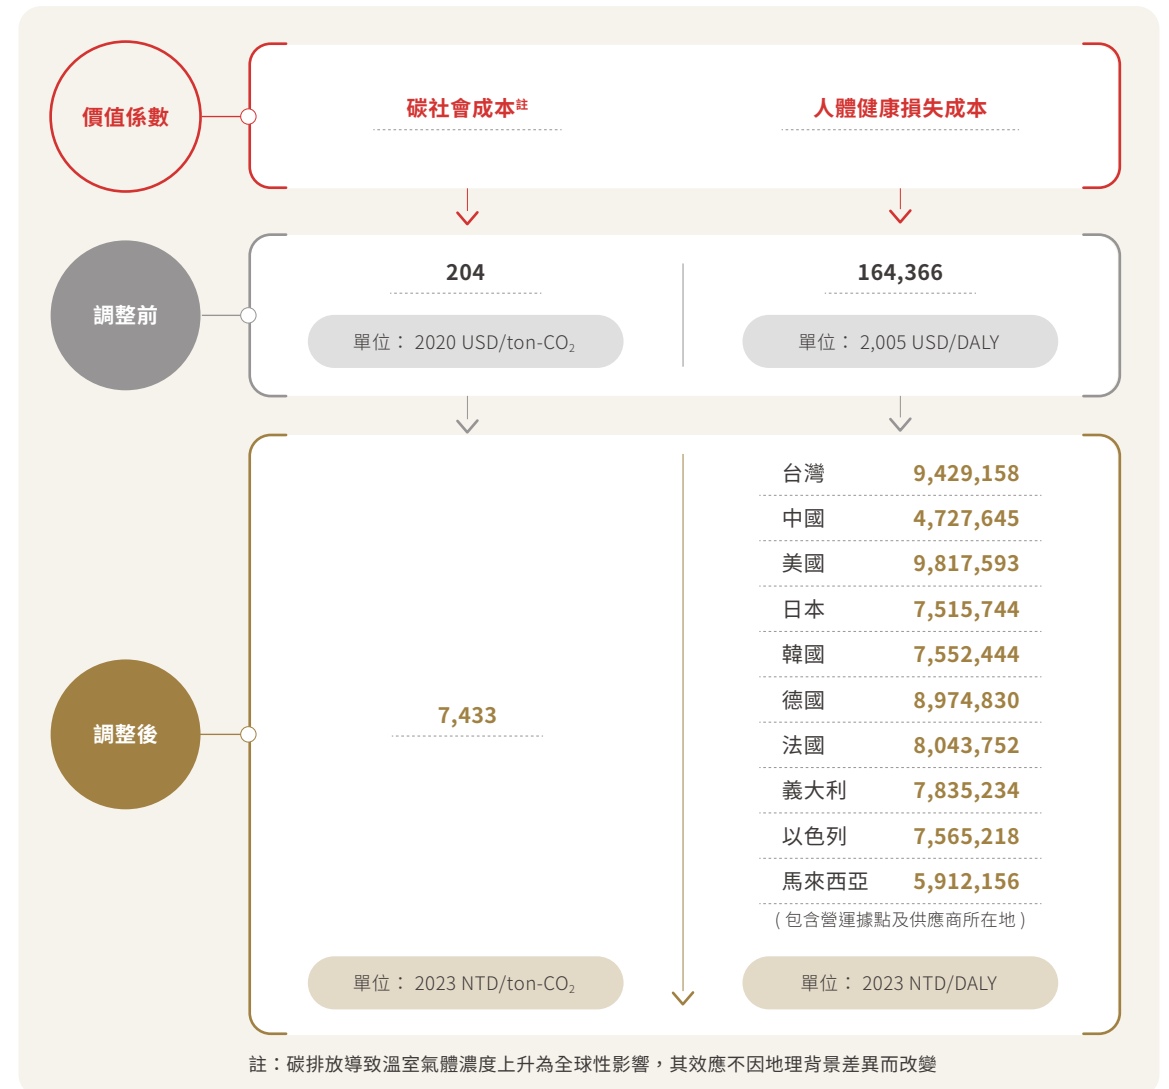 價值係數
碳社會成本註
人體健康損失成本
調整前
204
164,366
單位： 2020 USD/ton-CO₂
單位： 2,005 USD/DALY
調整後
7,433
台灣 9,429,158
中國 4,727,645
美國 9,817,593
日本 7,515,744
韓國 7,552,444
德國 8,974,830
法國 8,043,752
義大利 7,835,234
以色列 7,565,218
馬來西亞 5,912,156
( 包含營運據點及供應商所在地 )
單位： 2023 NTD/ton-CO₂
單位： 2023 NTD/DALY
註：碳排放導致溫室氣體濃度上升為全球性影響，其效應不因地理背景差異而改變